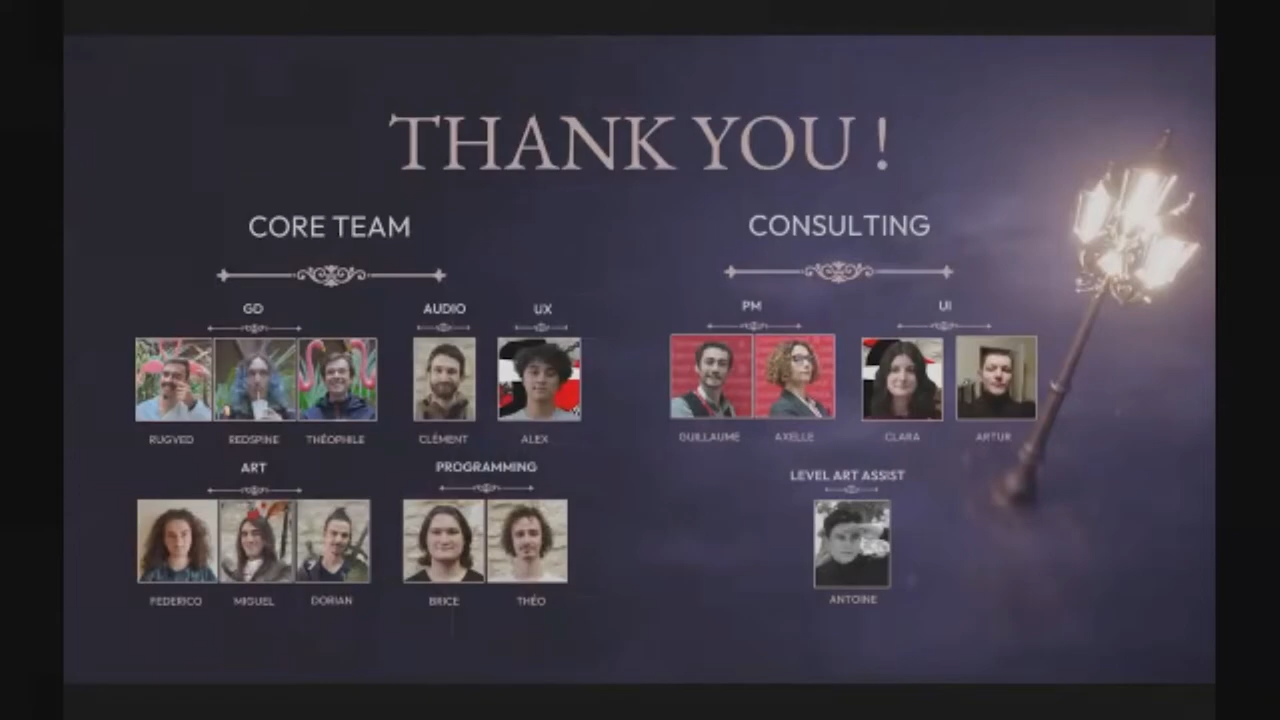 THANK YOU !
CORE TEAM
GD
AUDIO
UX
RUGVED
REDSPINE
THÉOPHILE
CLÉMENT
ALEX
ART
PROGRAMMING
FEDERICO
MIGUEL
DORIAN
BRICE
THÉO
CONSULTING
PM
UI
GUILLAUME
AXELLE
CLARA
ARTUR
LEVEL ART ASSIST
ANTOINE